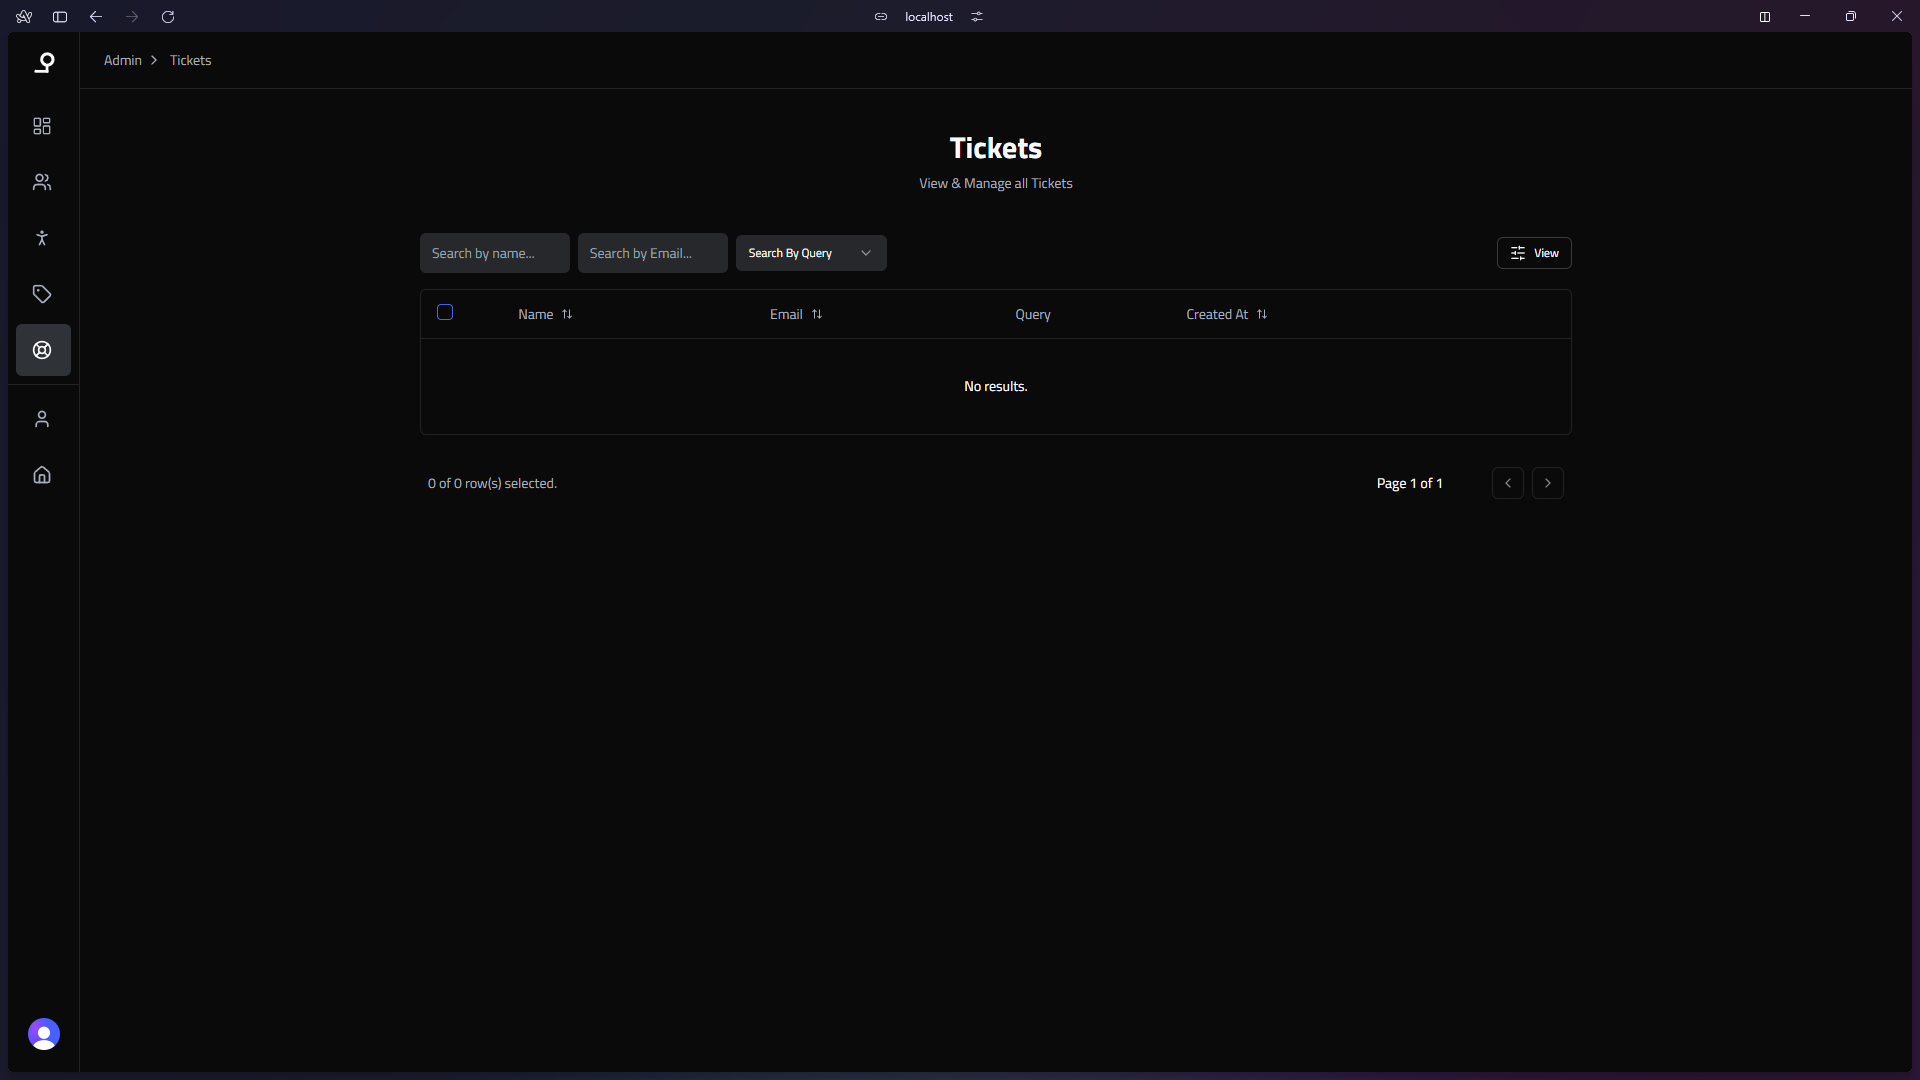 localhost
Admin > Tickets
Tickets
View & Manage all Tickets
Search by name... Search by Email... Search By Query View
Name Email Query Created At
No results.
0 of 0 row(s) selected. Page 1 of 1